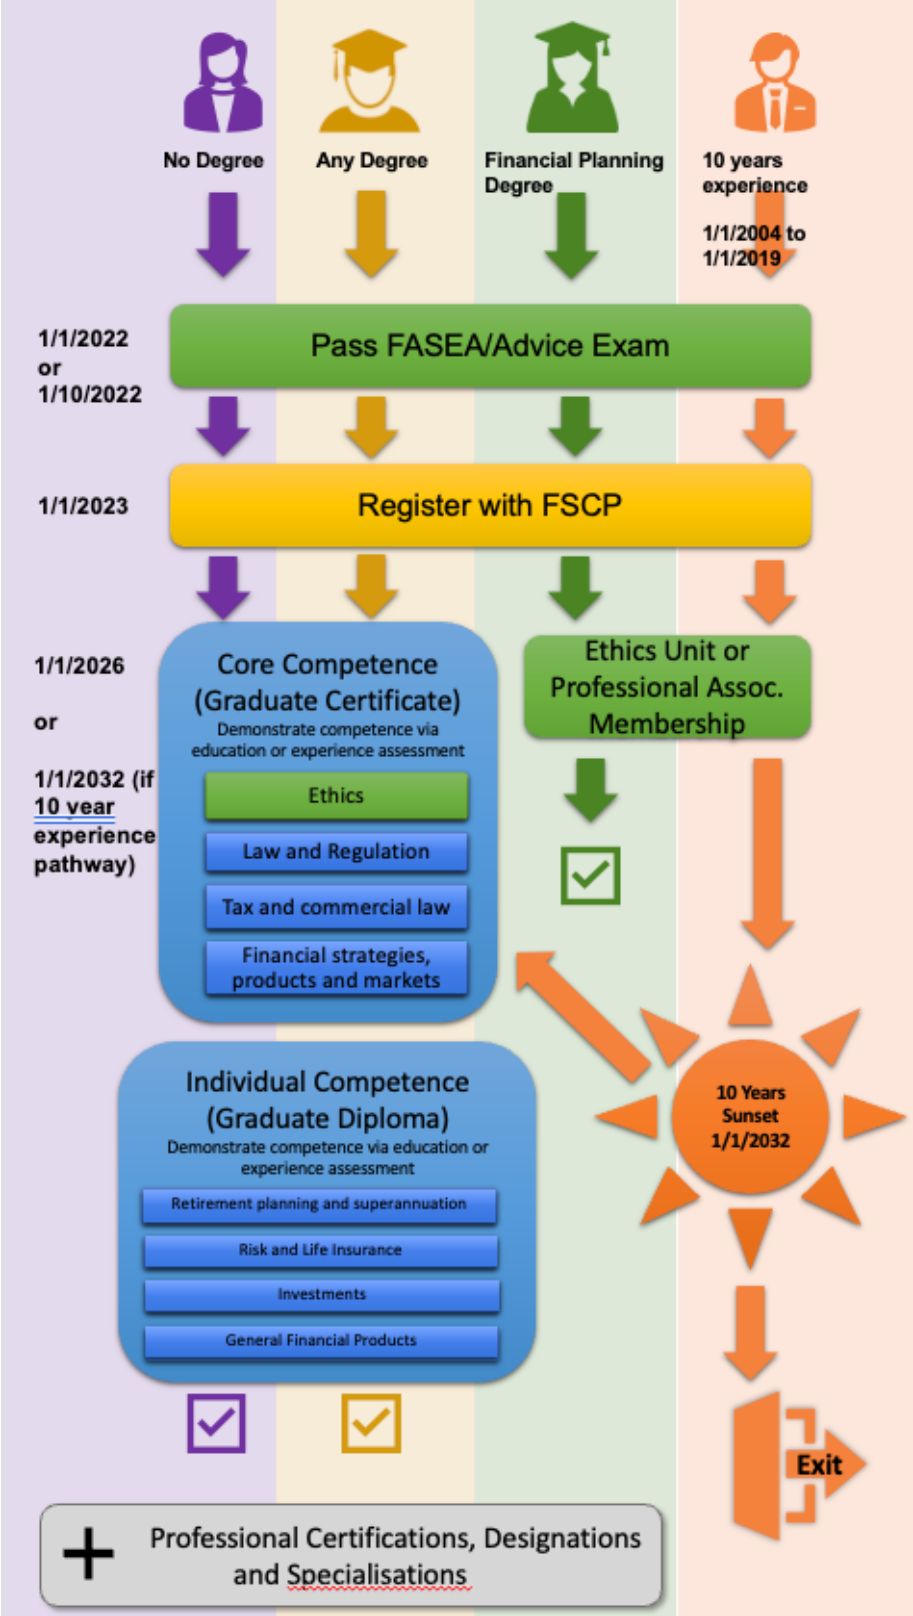 No Degree
Any Degree
Financial Planning
Degree
10 years
experience
1/1/2004 to
1/1/2019
1/1/2022
or
1/10/2022
Pass FASEA/Advice Exam
1/1/2023
Register with FSCP
1/1/2026
or
1/1/2032 (if
10 year
experience
pathway)
Core Competence
(Graduate Certificate)
Demonstrate competence via
education or experience assessment
Ethics
Law and Regulation
Tax and commercial law
Financial strategies,
products and markets
Ethics Unit or
Professional Assoc.
Membership
10 Years
Sunset
1/1/2032
Individual Competence
(Graduate Diploma)
Demonstrate competence via education or
experience assessment
Retirement planning and superannuation
Risk and Life Insurance
Investments
General Financial Products
Exit
+ Professional Certifications, Designations
and Specialisations